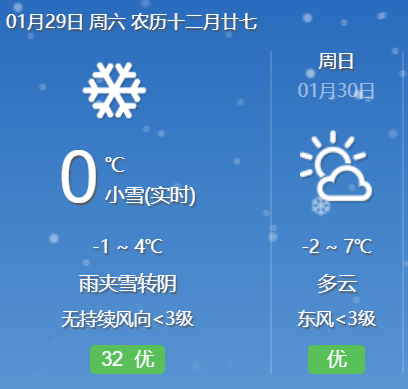 01月29日 周六 农历十二月廿七
0℃
小雪(实时)
-1 ~ 4℃
雨夹雪转阴
无持续风向<3级
32 优
周日
01月30日
-2 ~ 7℃
多云
东风<3级
优